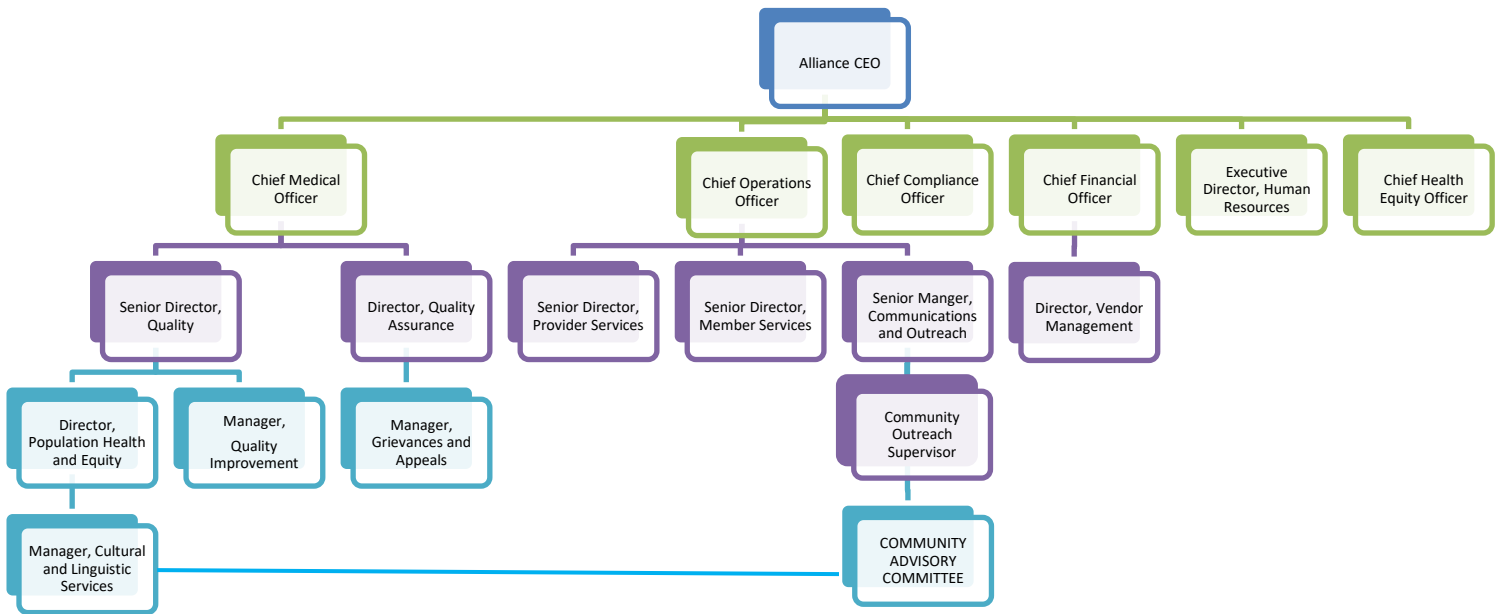 Alliance CEO
Chief Medical
Officer
Chief Operations
Officer
Chief Compliance
Officer
Chief Financial
Officer
Executive
Director, Human
Resources
Chief Health
Equity Officer
Senior Director,
Quality
Director, Quality
Assurance
Senior Director,
Provider Services
Senior Director,
Member Services
Senior Manger,
Communications
and Outreach
Director, Vendor
Management
Director,
Population Health
and Equity
Manager,
Quality
Improvement
Manager,
Grievances and
Appeals
Community
Outreach
Supervisor
Manager, Cultural
and Linguistic
Services
COMMUNITY
ADVISORY
COMMITTEE